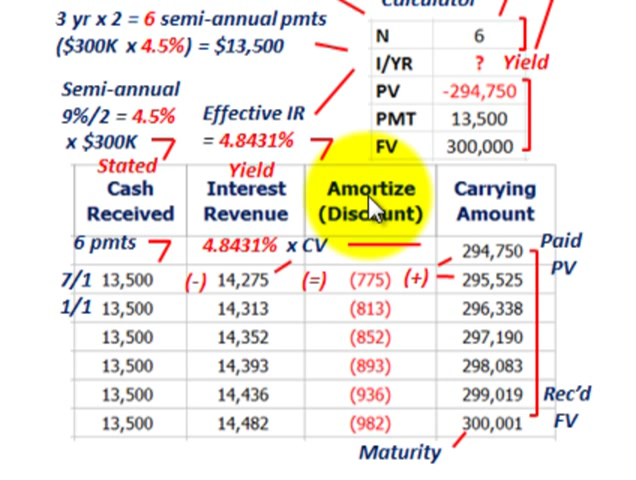 Calculator
3 yr x 2 = 6 semi-annual pmts
($300K x 4.5%) = $13,500
N 6
I/YR ? Yield
PV -294,750
PMT 13,500
FV 300,000
Semi-annual
9%/2 = 4.5%
x $300K
Stated
Effective IR
= 4.8431%
Yield
Cash Received Interest Revenue Amortize (Discount) Carrying Amount
6 pmts 4.8431% x CV 294,750 Paid PV
7/1 13,500 (-) 14,275 (=) (775) (+) 295,525
1/1 13,500 14,313 (813) 296,338
13,500 14,352 (852) 297,190
13,500 14,393 (893) 298,083
13,500 14,436 (936) 299,019 Rec'd
13,500 14,482 (982) 300,001 FV
Maturity